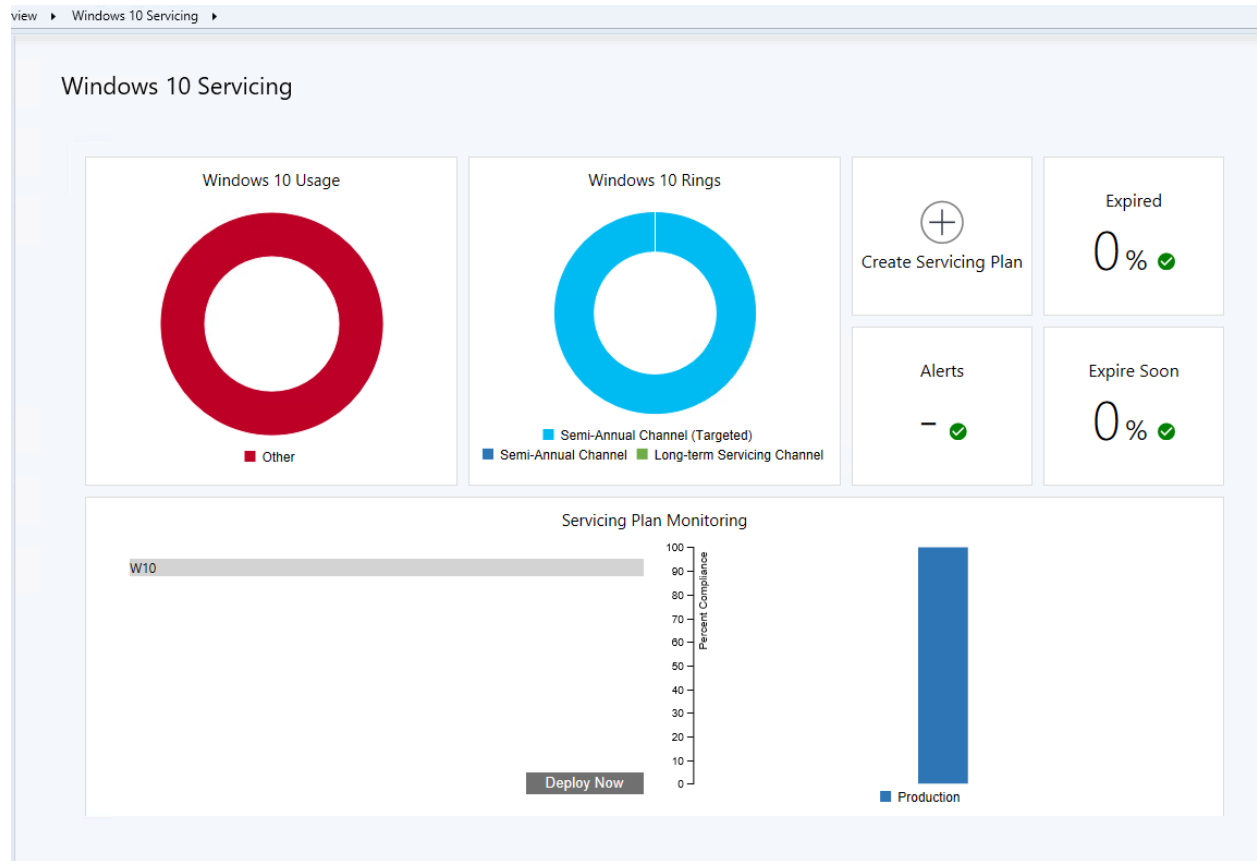 view ▸ Windows 10 Servicing ▸
Windows 10 Servicing
Windows 10 Usage
Other
Windows 10 Rings
Semi-Annual Channel (Targeted)
Semi-Annual Channel Long-term Servicing Channel
Create Servicing Plan
Expired
0 %
Alerts
-
Expire Soon
0 %
Servicing Plan Monitoring
W10
Deploy Now
Percent Compliance
100
90
80
70
60
50
40
30
20
10
0
Production